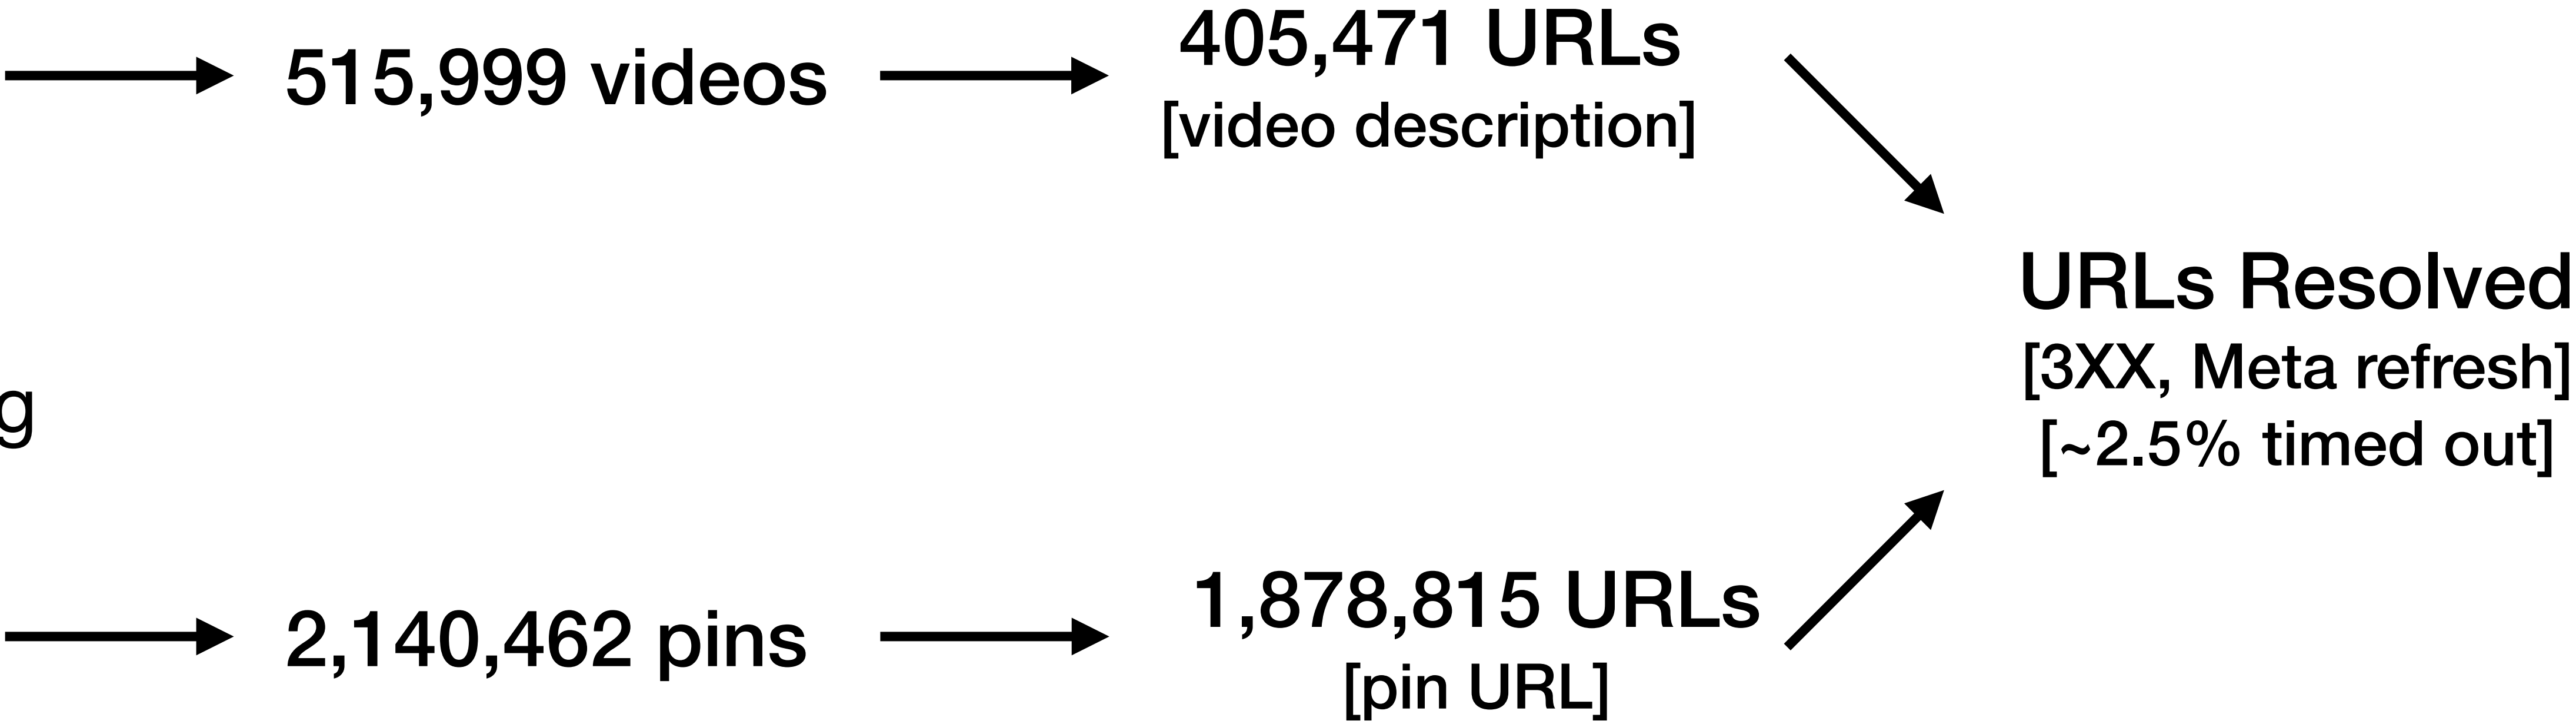 515,999 videos
405,471 URLs
[video description]
URLs Resolved
[3XX, Meta refresh]
[~2.5% timed out]
g
2,140,462 pins
1,878,815 URLs
[pin URL]